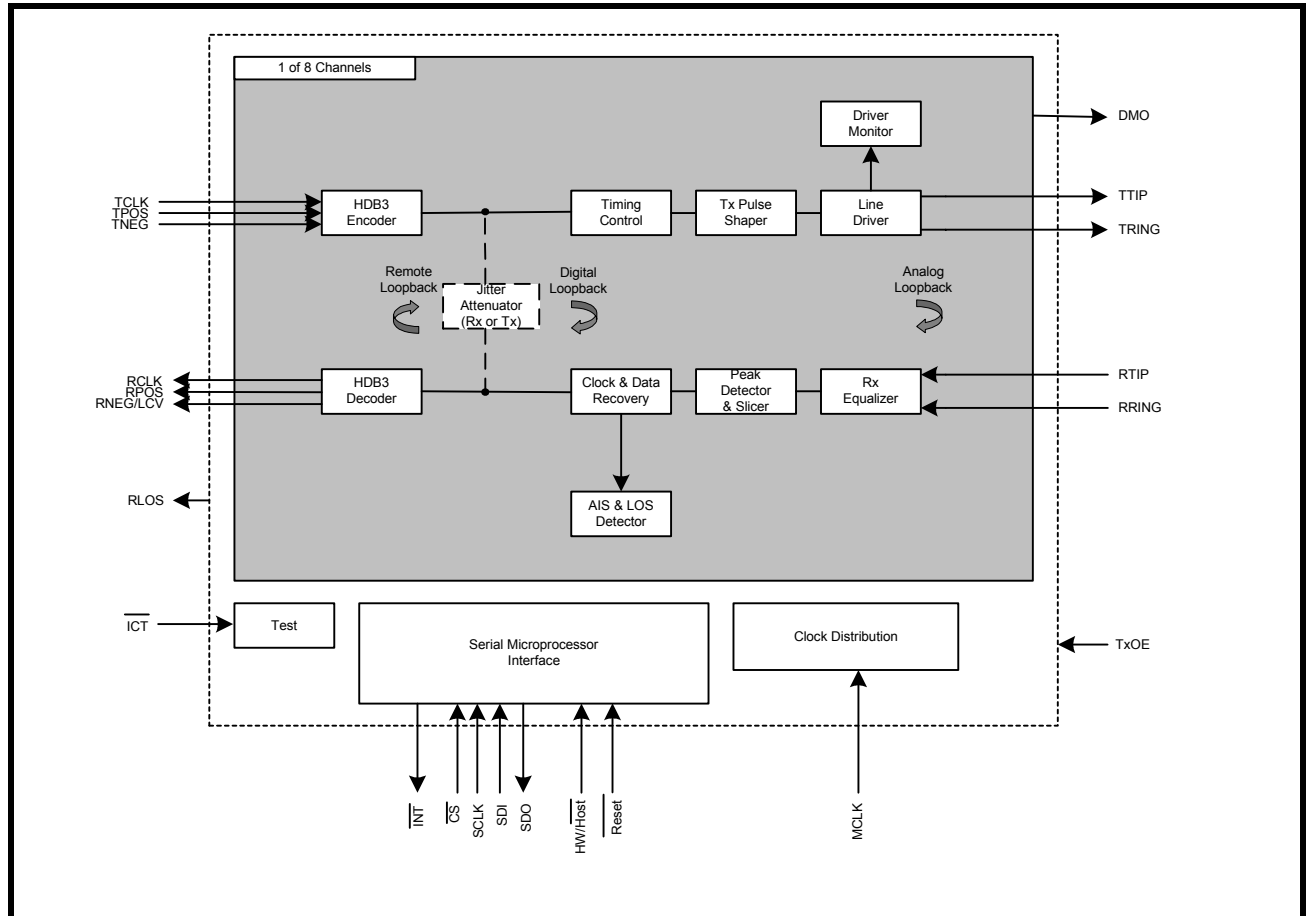 1 of 8 Channels
Driver
Monitor
DMO
TCLK
TPOS
TNEG
HDB3
Encoder
Timing
Control
Tx Pulse
Shaper
Line
Driver
TTIP
TRING
Remote
Loopback
Jitter
Attenuator
(Rx or Tx)
Digital
Loopback
Analog
Loopback
RCLK
RPOS
RNEG/LCV
HDB3
Decoder
Clock & Data
Recovery
Peak
Detector
& Slicer
Rx
Equalizer
RTIP
RRING
RLOS
AIS & LOS
Detector
ICT
Test
Serial Microprocessor
Interface
Clock Distribution
TxOE
INT
CS
SCLK
SDI
SDO
HW/Host
Reset
MCLK